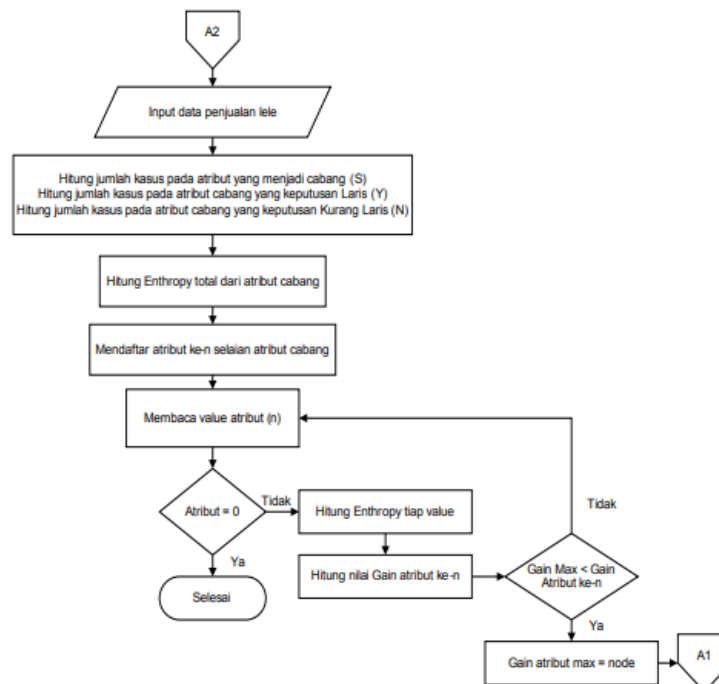 A2
Input data penjualan lele
Hitung jumlah kasus pada atribut yang menjadi cabang (S)
Hitung jumlah kasus pada atribut cabang yang keputusan Laris (Y)
Hitung jumlah kasus pada atribut cabang yang keputusan Kurang Laris (N)
Hitung Enthropy total dari atribut cabang
Mendaftar atribut ke-n selaian atribut cabang
Membaca value atribut (n)
Atribut = 0
Tidak
Hitung Enthropy tiap value
Tidak
Ya
Hitung nilai Gain atribut ke-n
Gain Max < Gain
Atribut ke-n
Selesai
Ya
Gain atribut max = node
A1